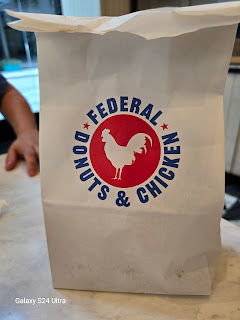 FEDERAL
DONUTS & CHICKEN
Galaxy S24 Ultra